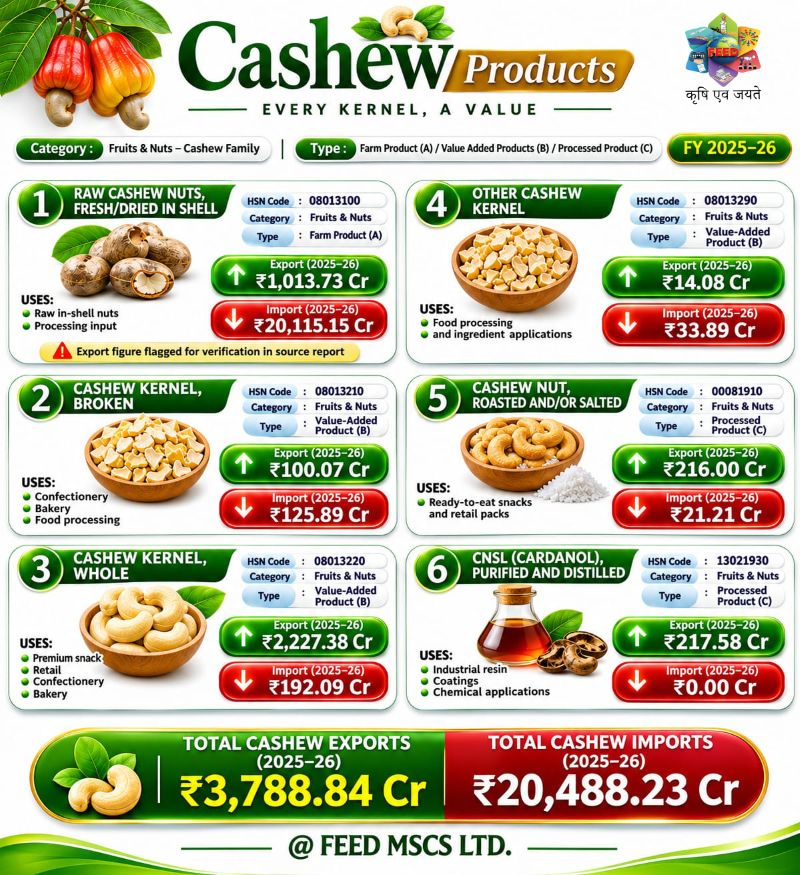 Cashew Products
EVERY KERNEL, A VALUE
FEED
कृषि एव जयते
Category : Fruits & Nuts – Cashew Family
Type : Farm Product (A) / Value Added Products (B) / Processed Product (C)
FY 2025–26
1
RAW CASHEW NUTS,
FRESH/DRIED IN SHELL
HSN Code : 08013100
Category : Fruits & Nuts
Type : Farm Product (A)
Export (2025–26)
₹1,013.73 Cr
Import (2025–26)
₹20,115.15 Cr
USES:
Raw in-shell nuts
Processing input
Export figure flagged for verification in source report
2
CASHEW KERNEL,
BROKEN
HSN Code : 08013210
Category : Fruits & Nuts
Type : Value-Added
Product (B)
Export (2025–26)
₹100.07 Cr
Import (2025–26)
₹125.89 Cr
USES:
Confectionery
Bakery
Food processing
3
CASHEW KERNEL,
WHOLE
HSN Code : 08013220
Category : Fruits & Nuts
Type : Value-Added
Product (B)
Export (2025–26)
₹2,227.38 Cr
Import (2025–26)
₹192.09 Cr
USES:
Premium snack
Retail
Confectionery
Bakery
4
OTHER CASHEW
KERNEL
HSN Code : 08013290
Category : Fruits & Nuts
Type : Value-Added
Product (B)
Export (2025–26)
₹14.08 Cr
Import (2025–26)
₹33.89 Cr
USES:
Food processing
and ingredient applications
5
CASHEW NUT,
ROASTED AND/OR SALTED
HSN Code : 00081910
Category : Fruits & Nuts
Type : Processed
Product (C)
Export (2025–26)
₹216.00 Cr
Import (2025–26)
₹21.21 Cr
USES:
Ready-to-eat snacks
and retail packs
6
CNSL (CARDANOL),
PURIFIED AND DISTILLED
HSN Code : 13021930
Category : Fruits & Nuts
Type : Processed
Product (C)
Export (2025–26)
₹217.58 Cr
Import (2025–26)
₹0.00 Cr
USES:
Industrial resin
Coatings
Chemical applications
TOTAL CASHEW EXPORTS
(2025–26)
₹3,788.84 Cr
TOTAL CASHEW IMPORTS
(2025–26)
₹20,488.23 Cr
@ FEED MSCS LTD.